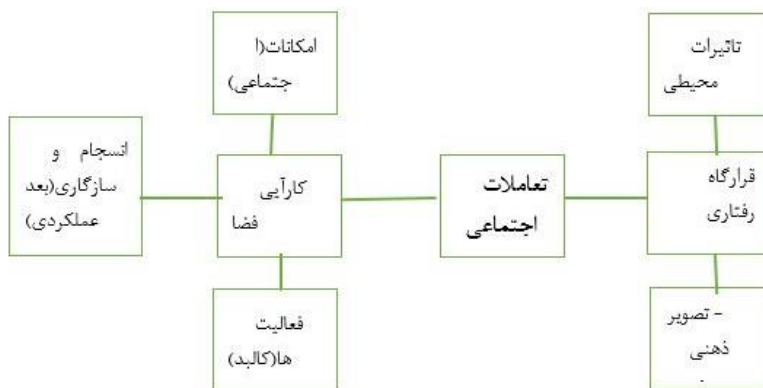 تاثیرات
محیطی
امکانات(ا
جتماعی)
قرارگاه
رفتاری
تعاملات
اجتماعی
کارآیی
فضا
انسجام و
سازگاری(بعد
عملکردی)
-تصویر
ذهنی
فعالیت
ها(کالبد)